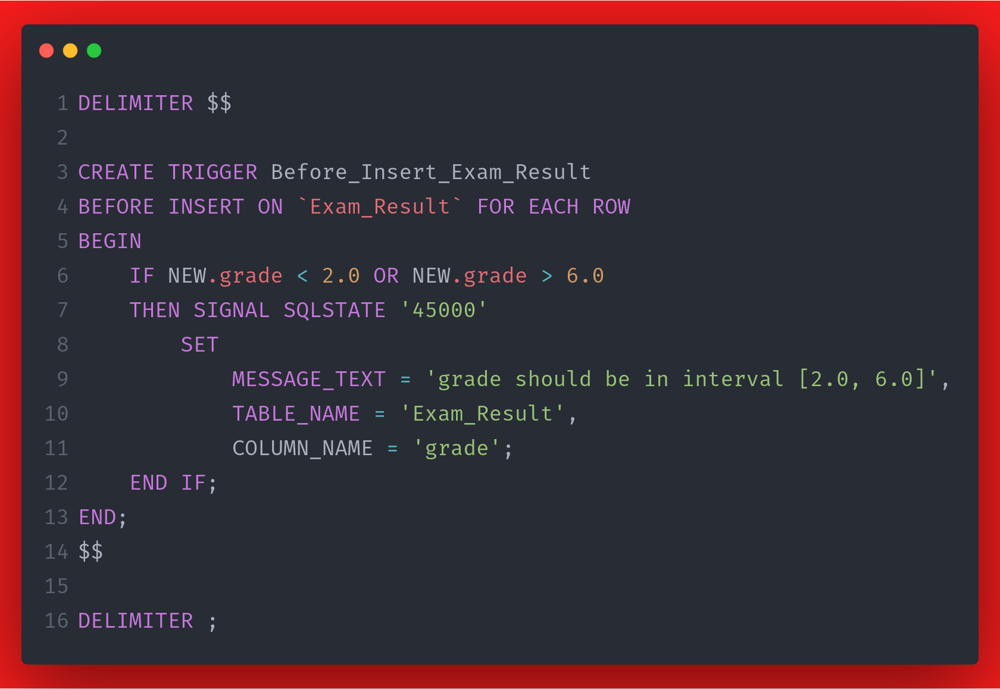 1 DELIMITER $$
2
3 CREATE TRIGGER Before_Insert_Exam_Result
4 BEFORE INSERT ON `Exam_Result` FOR EACH ROW
5 BEGIN
6     IF NEW.grade < 2.0 OR NEW.grade > 6.0
7     THEN SIGNAL SQLSTATE '45000'
8         SET
9             MESSAGE_TEXT = 'grade should be in interval [2.0, 6.0]',
10             TABLE_NAME = 'Exam_Result',
11             COLUMN_NAME = 'grade';
12     END IF;
13 END;
14 $$
15
16 DELIMITER ;